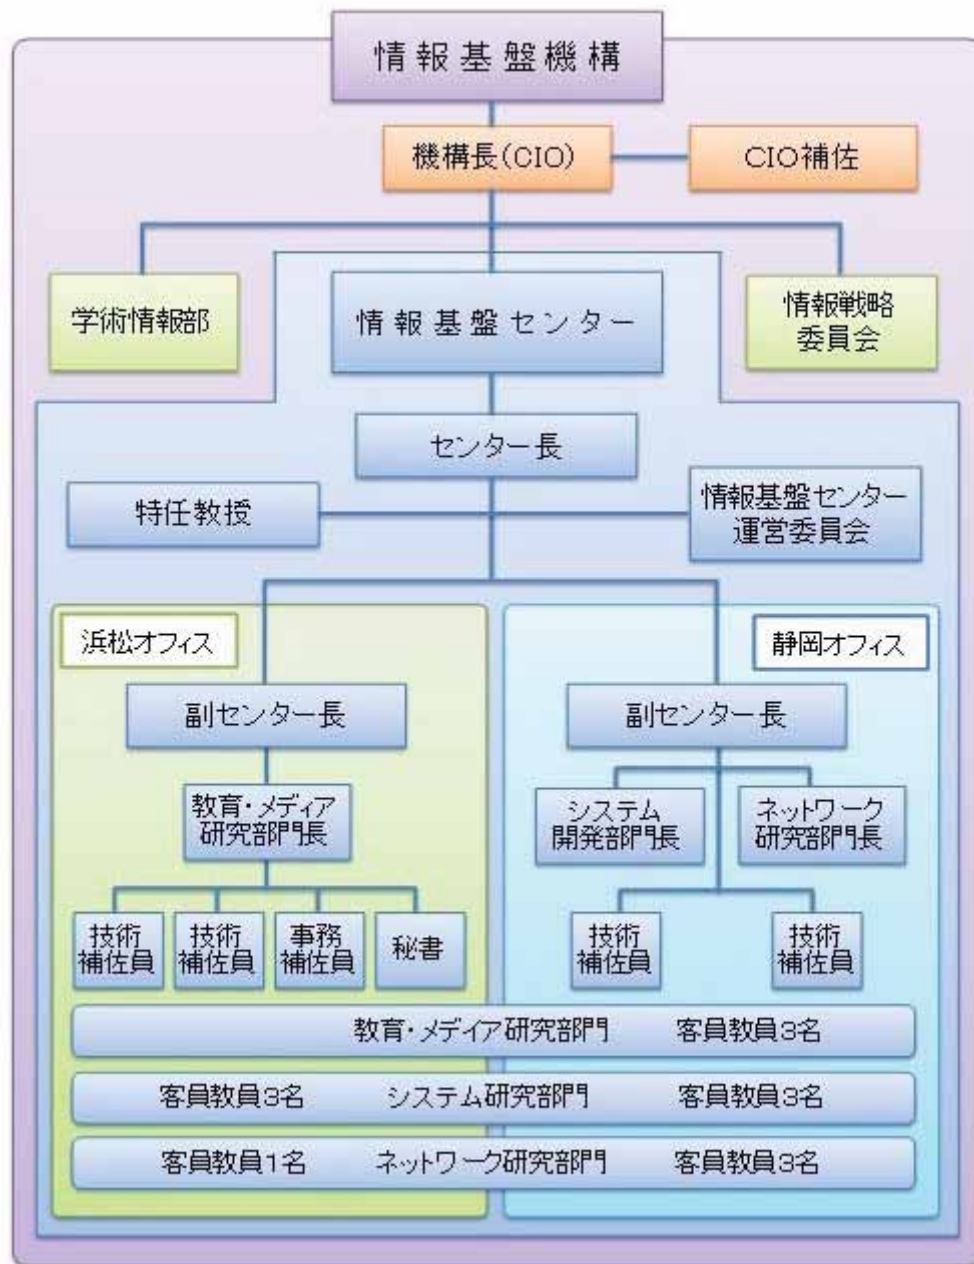 情報基盤機構
機構長(CIO)
CIO補佐
学術情報部
情報基盤センター
情報戦略
委員会
センター長
特任教授
情報基盤センター
運営委員会
浜松オフィス
静岡オフィス
副センター長
副センター長
教育・メディア
研究部門長
システム
開発部門長
ネットワーク
研究部門長
技術
補佐員
技術
補佐員
事務
補佐員
秘書
技術
補佐員
技術
補佐員
教育・メディア研究部門 客員教員3名
客員教員3名 システム研究部門 客員教員3名
客員教員1名 ネットワーク研究部門 客員教員3名